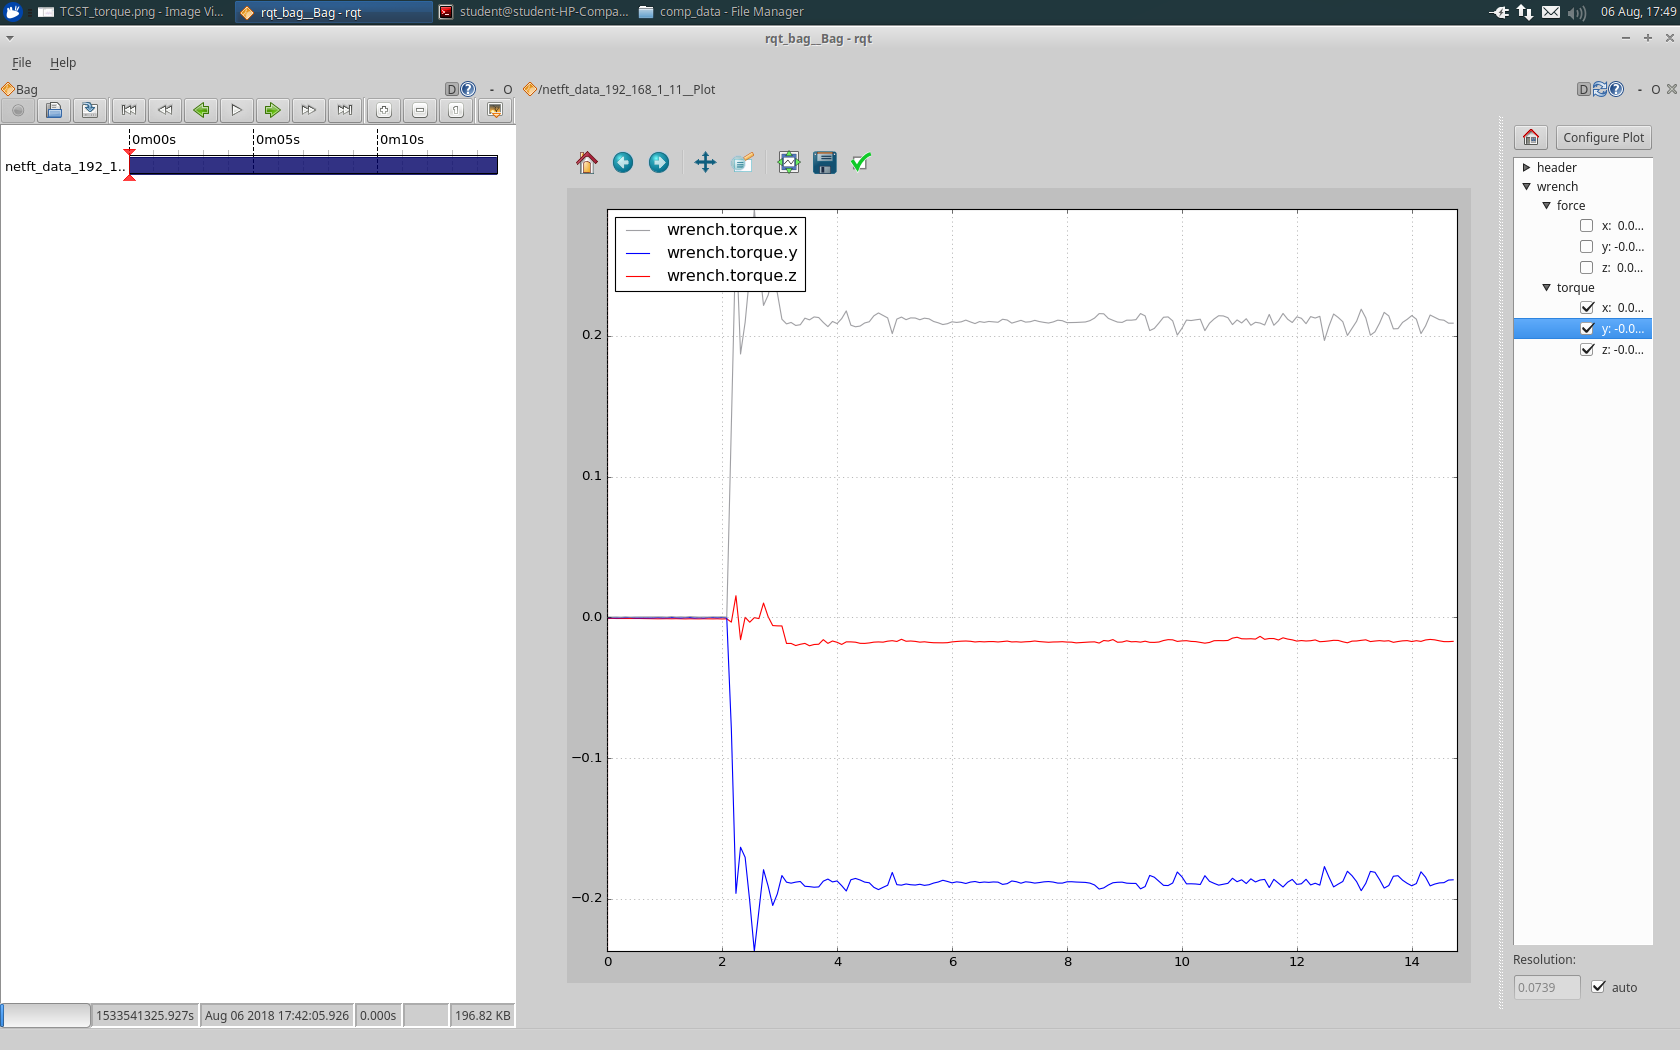 TCST_torque.png - Image Vi...
rqt_bag__Bag - rqt
student@student-HP-Compa...
comp_data - File Manager
06 Aug, 17:49
rqt_bag__Bag - rqt
File Help
Bag
D ? - O
/netft_data_192_168_1_11__Plot
D ? - O
0m00s 0m05s 0m10s
netft_data_192_1..
Configure Plot
header
wrench
force
x: 0.0...
y: -0.0...
z: 0.0...
torque
x: 0.0...
y: -0.0...
z: -0.0...
wrench.torque.x
wrench.torque.y
wrench.torque.z
0.2
0.1
0.0
−0.1
−0.2
0 2 4 6 8 10 12 14
Resolution:
0.0739 auto
1533541325.927s Aug 06 2018 17:42:05.926 0.000s 196.82 KB